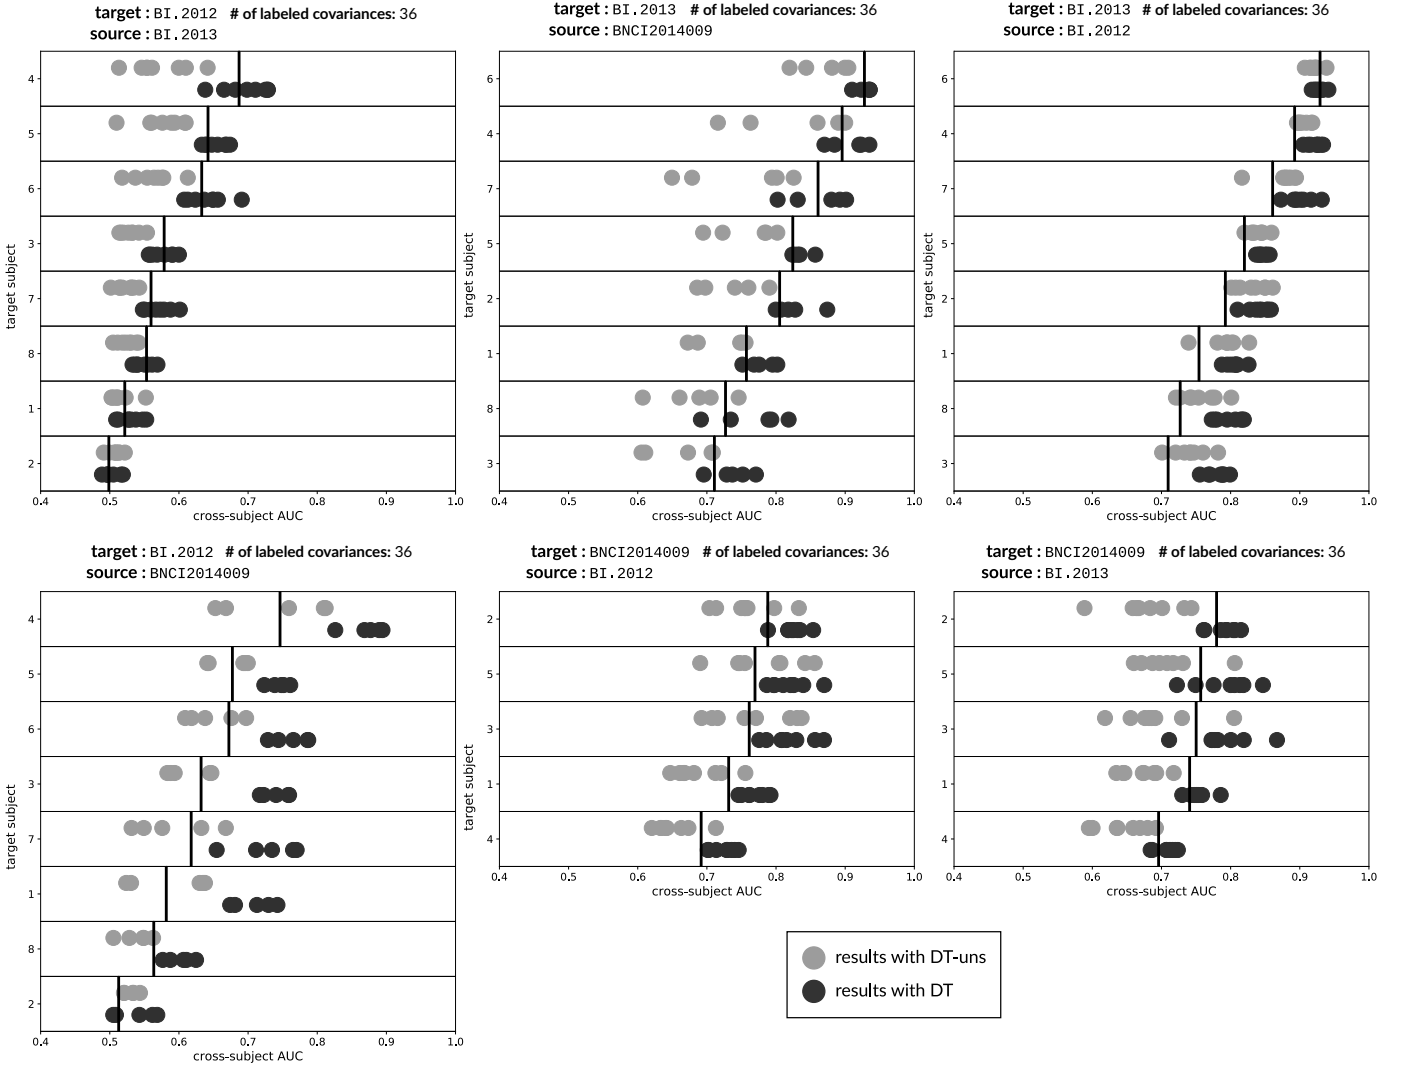 target : BI.2012 # of labeled covariances: 36
source : BI.2013
target subject
4
5
6
3
7
8
1
2
0.4 0.5 0.6 0.7 0.8 0.9 1.0
cross-subject AUC
target : BI.2013 # of labeled covariances: 36
source : BNCI2014009
target subject
6
4
7
5
2
1
8
3
0.4 0.5 0.6 0.7 0.8 0.9 1.0
cross-subject AUC
target : BI.2013 # of labeled covariances: 36
source : BI.2012
target subject
6
4
7
5
2
1
8
3
0.4 0.5 0.6 0.7 0.8 0.9 1.0
cross-subject AUC
target : BI.2012 # of labeled covariances: 36
source : BNCI2014009
target subject
4
5
6
3
7
1
8
2
0.4 0.5 0.6 0.7 0.8 0.9 1.0
cross-subject AUC
target : BNCI2014009 # of labeled covariances: 36
source : BI.2012
target subject
2
5
3
1
4
0.4 0.5 0.6 0.7 0.8 0.9 1.0
cross-subject AUC
target : BNCI2014009 # of labeled covariances: 36
source : BI.2013
2
5
3
1
4
0.4 0.5 0.6 0.7 0.8 0.9 1.0
cross-subject AUC
results with DT-uns
results with DT